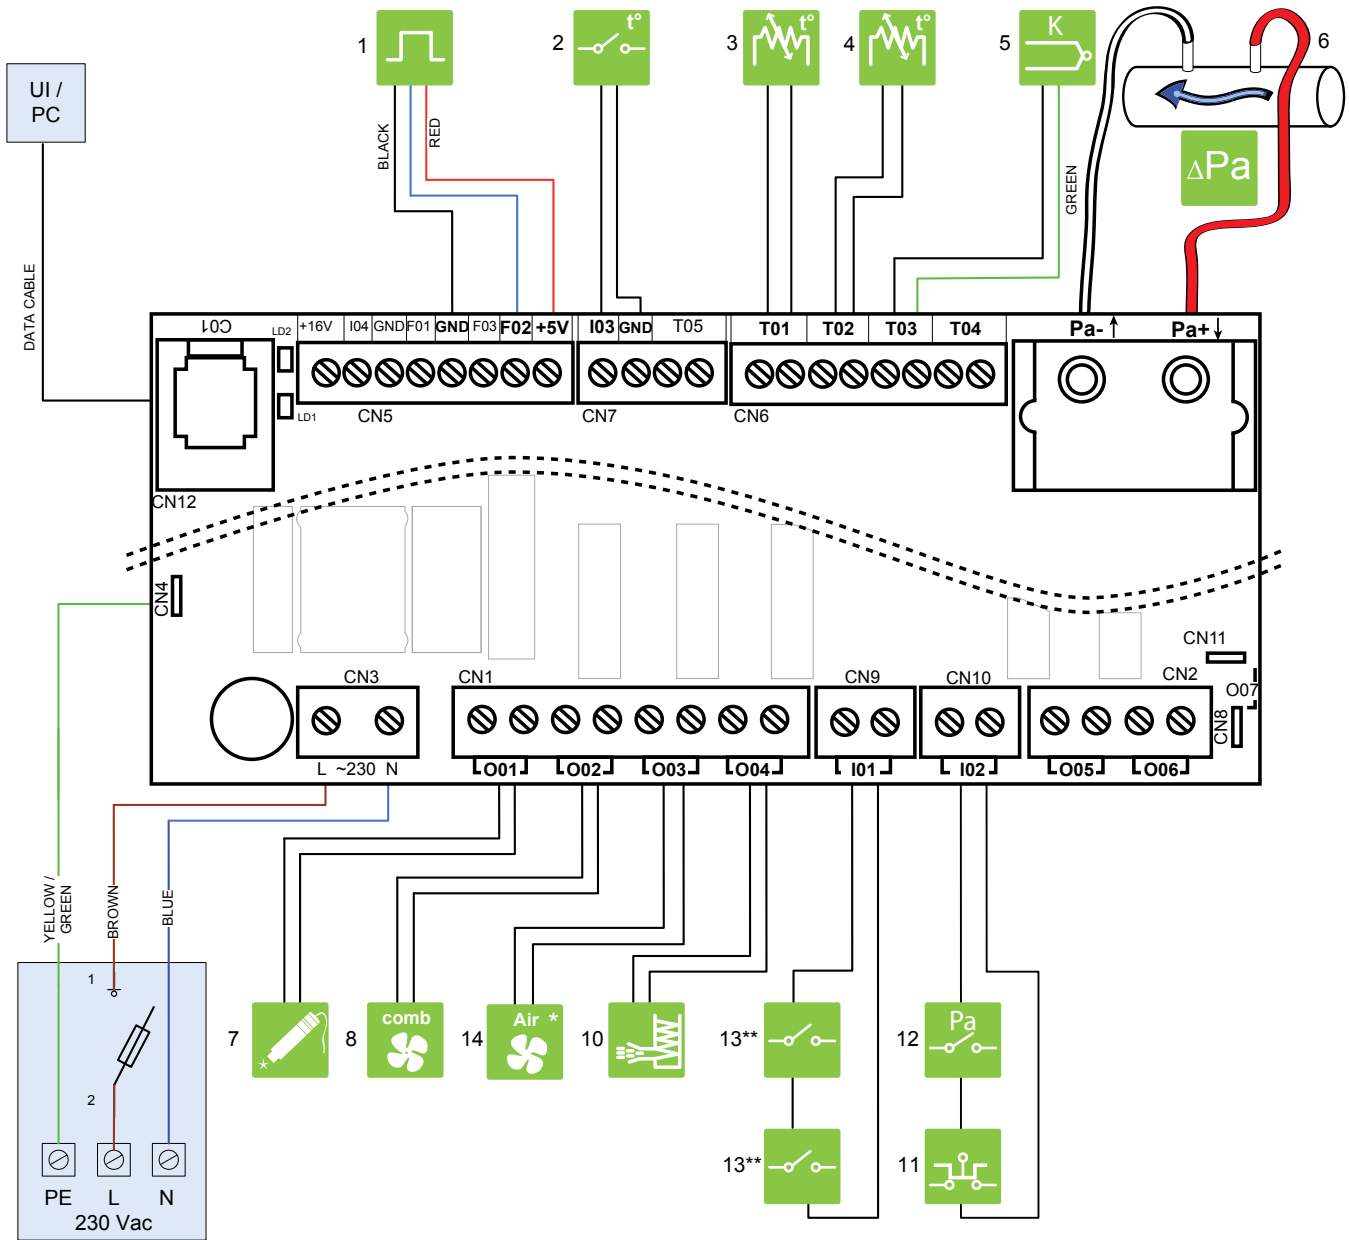 1
2
t°
3
t°
4
t°
5
K
6
UI /
PC
BLACK
RED
GREEN
ΔPa
DATA CABLE
C01
LD2
+16V
I04
GND
F01
GND
F03
F02
+5V
I03
GND
T05
T01
T02
T03
T04
Pa-
Pa+
LD1
CN5
CN7
CN6
CN12
CN4
CN11
CN3
CN1
CN9
CN10
CN2
O07
CN8
L ~230 N
O01
O02
O03
O04
I01
I02
O05
O06
YELLOW /
GREEN
BROWN
BLUE
1
2
PE
L
N
230 Vac
7
8
comb
14
Air *
10
13**
12
Pa
13**
11